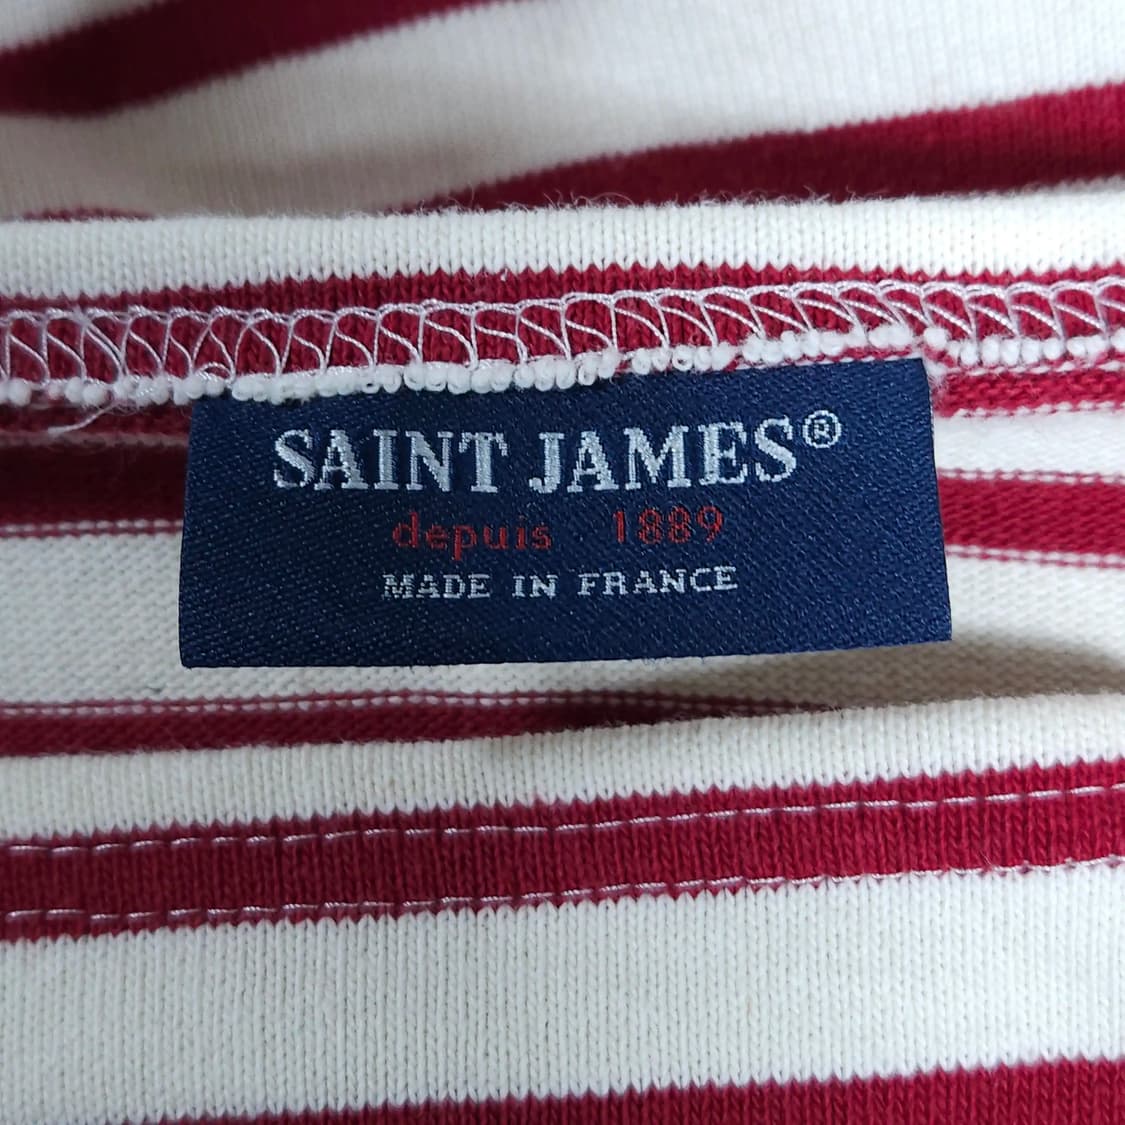 SAINT JAMES®
depuis 1889
MADE IN FRANCE